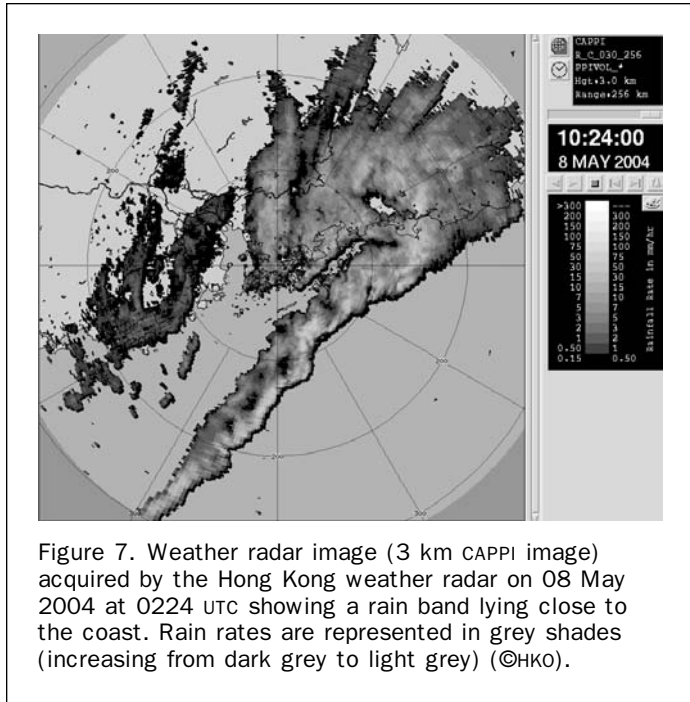 CAPPI
R_C_030_256
PPIVOL_*
Hgt:3.0 km
Range:256 km
10:24:00
8 MAY 2004
>300 ---
200 300
150 200
100 150
75 100
50 75
30 50
15 30
10 15
7 10
5 7
3 5
2 3
1 2
0.50 1
0.15 0.50
Rainfall Rate in mm/hr
200
200
200
300
300
Figure 7. Weather radar image (3 km CAPPI image)
acquired by the Hong Kong weather radar on 08 May
2004 at 0224 UTC showing a rain band lying close to
the coast. Rain rates are represented in grey shades
(increasing from dark grey to light grey) (©HKO).